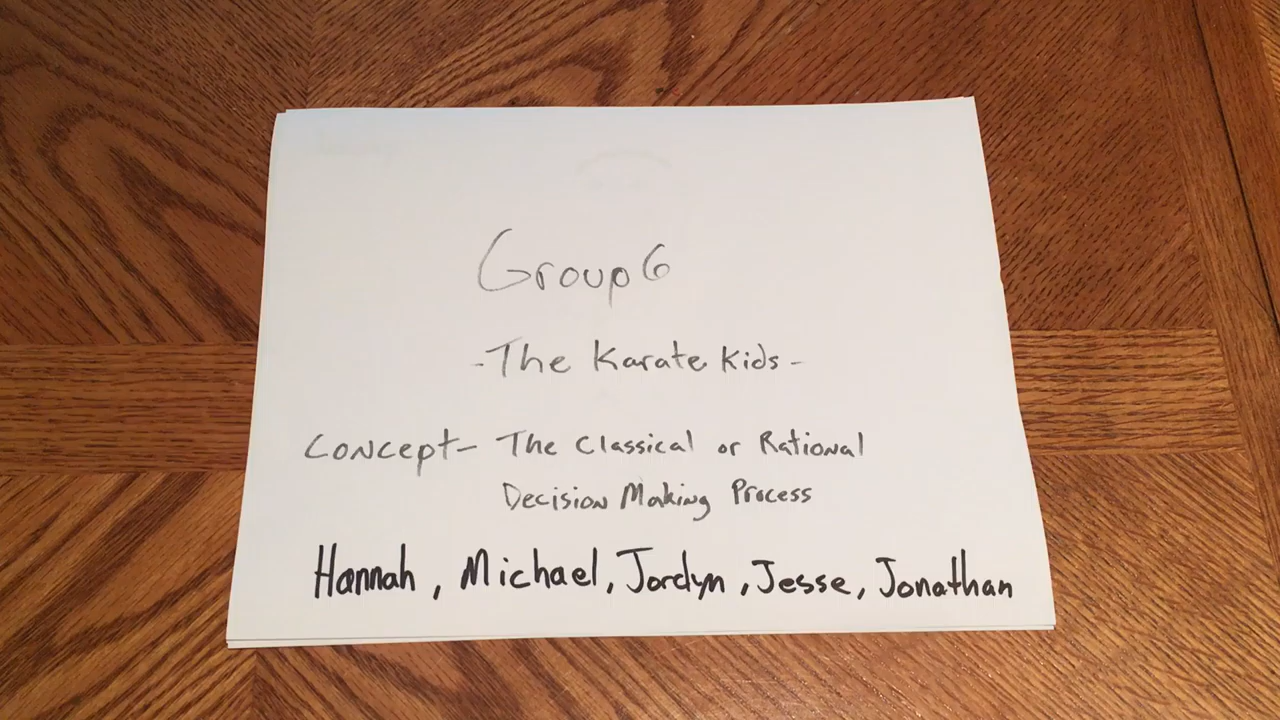 Group 6
-The Karate Kids-
Concept- The Classical or Rational
Decision Making Process
Hannah, Michael, Jordyn, Jesse, Jonathan